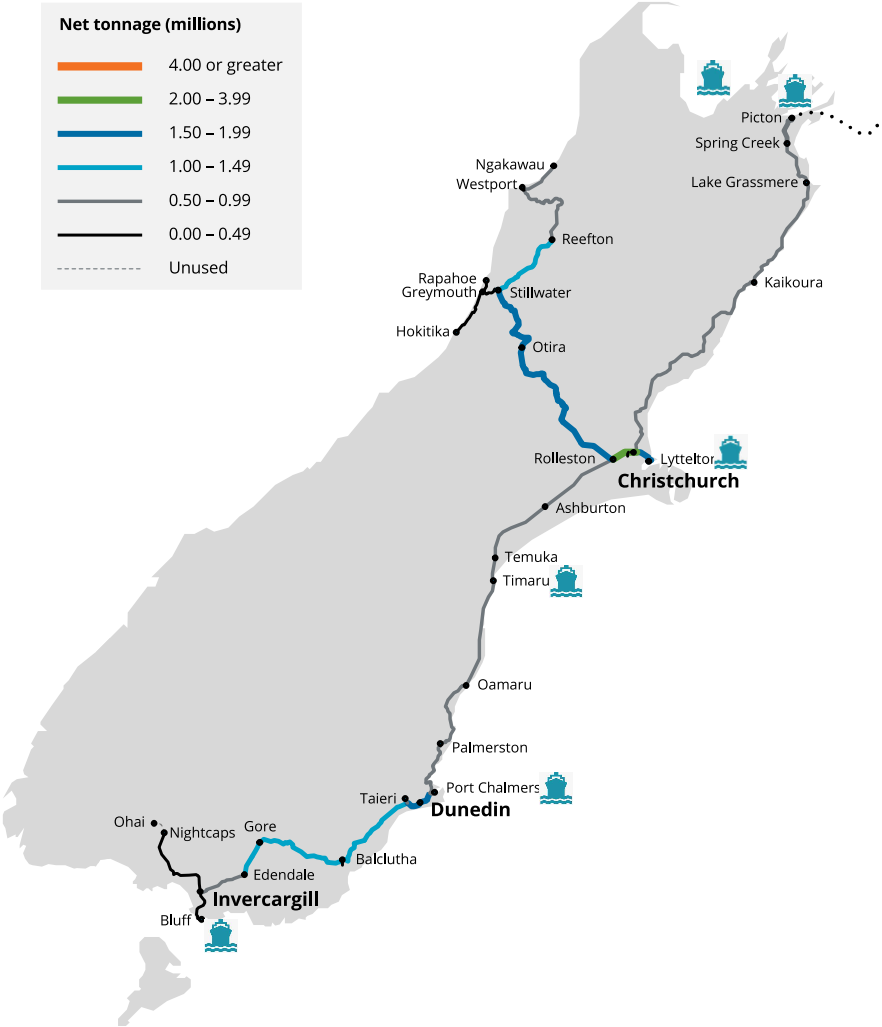 Net tonnage (millions)
4.00 or greater
2.00 – 3.99
1.50 – 1.99
1.00 – 1.49
0.50 – 0.99
0.00 – 0.49
Unused
Picton
Spring Creek
Ngakawau
Westport
Lake Grassmere
Reefton
Rapahoe
Greymouth
Stillwater
Kaikoura
Hokitika
Otira
Rolleston
Lyttelton
Christchurch
Ashburton
Temuka
Timaru
Oamaru
Palmerston
Port Chalmers
Taieri
Dunedin
Ohai
Nightcaps
Gore
Balclutha
Edendale
Invercargill
Bluff